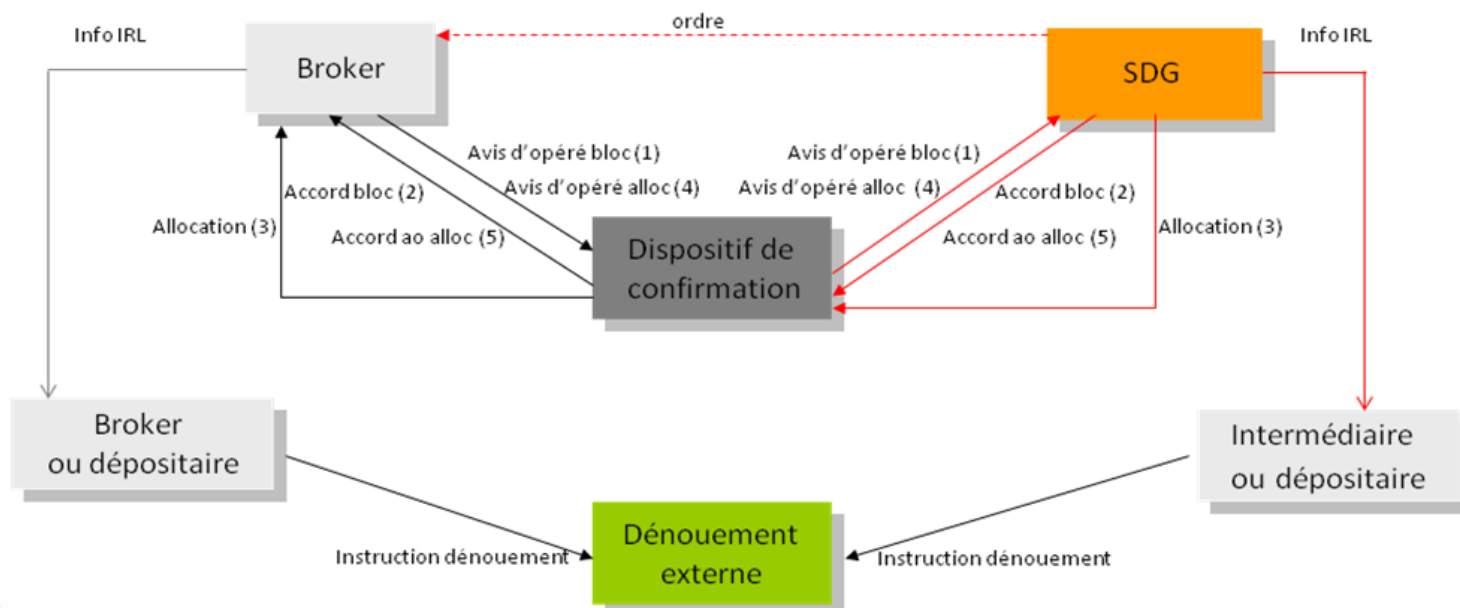 ordre
Info IRL
Broker
SDG
Info IRL
Avis d'opéré bloc (1)
Avis d'opéré alloc (4)
Accord bloc (2)
Accord ao alloc (5)
Allocation (3)
Avis d'opéré bloc (1)
Avis d'opéré alloc (4)
Accord bloc (2)
Accord ao alloc (5)
Allocation (3)
Dispositif de
confirmation
Broker
ou dépositaire
Intermédiaire
ou dépositaire
Dénouement
externe
Instruction dénouement
Instruction dénouement